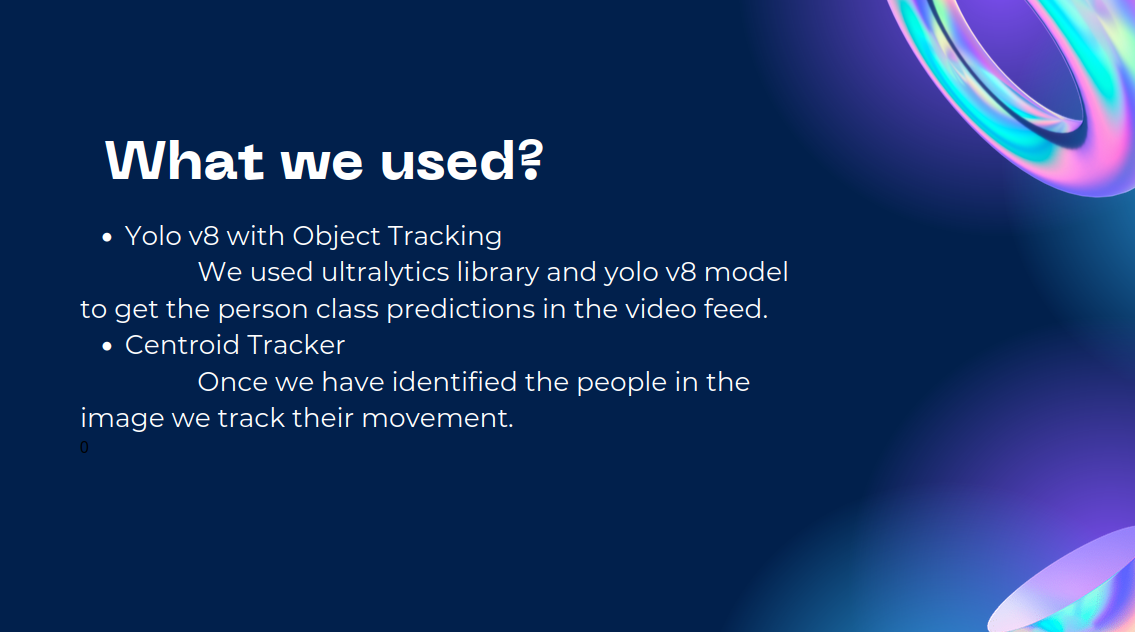 What we used?
• Yolo v8 with Object Tracking
We used ultralytics library and yolo v8 model
to get the person class predictions in the video feed.
• Centroid Tracker
Once we have identified the people in the
image we track their movement.
0